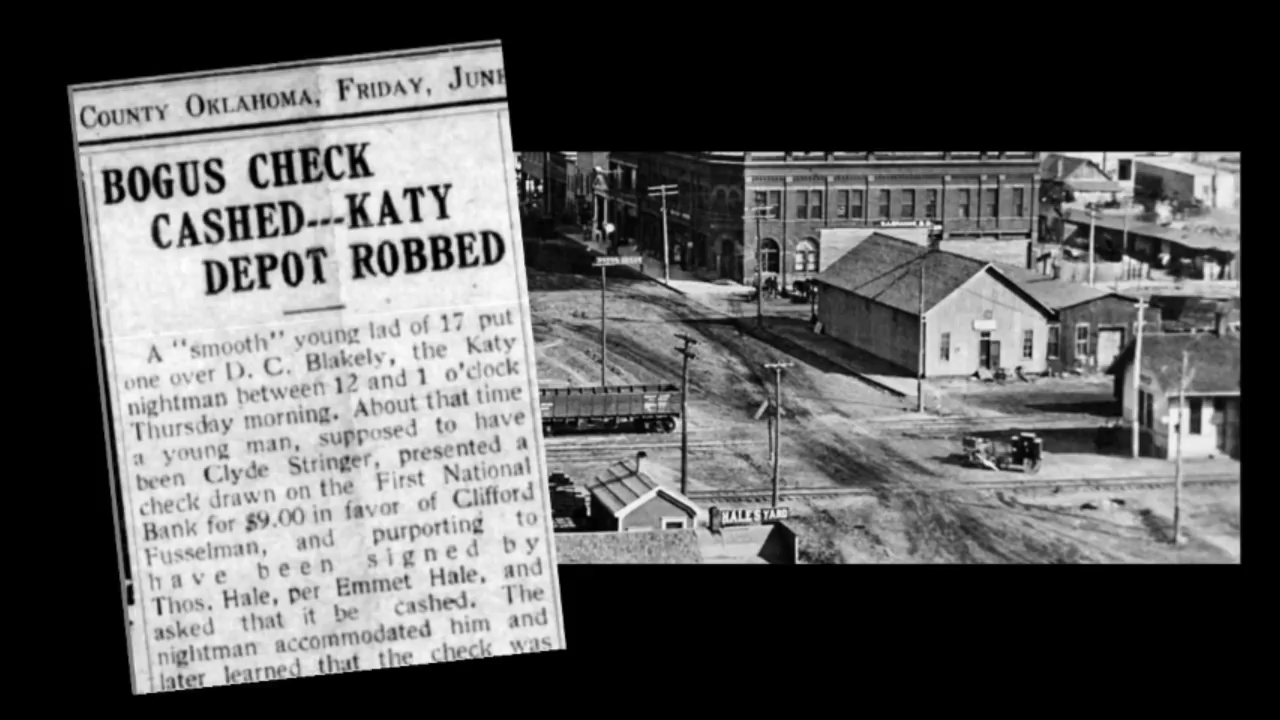 COUNTY OKLAHOMA, FRIDAY, JUNE
BOGUS CHECK
CASHED---KATY
DEPOT ROBBED
A "smooth" young lad of 17 put
one over D. C. Blakely, the Katy
nightman between 12 and 1 o'clock
Thursday morning. About that time
a young man, supposed to have
been Clyde Stringer, presented a
check drawn on the First National
Bank for $9.00 in favor of Clifford
Fusselman, and purporting to
have been signed by
Thos. Hale, per Emmet Hale, and
asked that it be cashed. The
nightman accommodated him and
later learned that the check was
HALE'S YARD